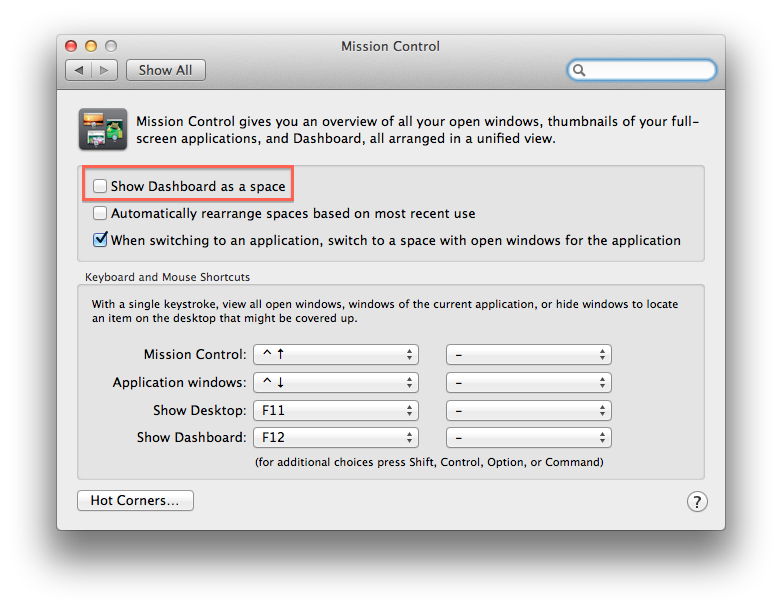 Mission Control
Show All
Mission Control gives you an overview of all your open windows, thumbnails of your full-
screen applications, and Dashboard, all arranged in a unified view.
Show Dashboard as a space
Automatically rearrange spaces based on most recent use
When switching to an application, switch to a space with open windows for the application
Keyboard and Mouse Shortcuts
With a single keystroke, view all open windows, windows of the current application, or hide windows to locate
an item on the desktop that might be covered up.
Mission Control: ^ ↑ –
Application windows: ^ ↓ –
Show Desktop: F11 –
Show Dashboard: F12 –
(for additional choices press Shift, Control, Option, or Command)
Hot Corners... ?